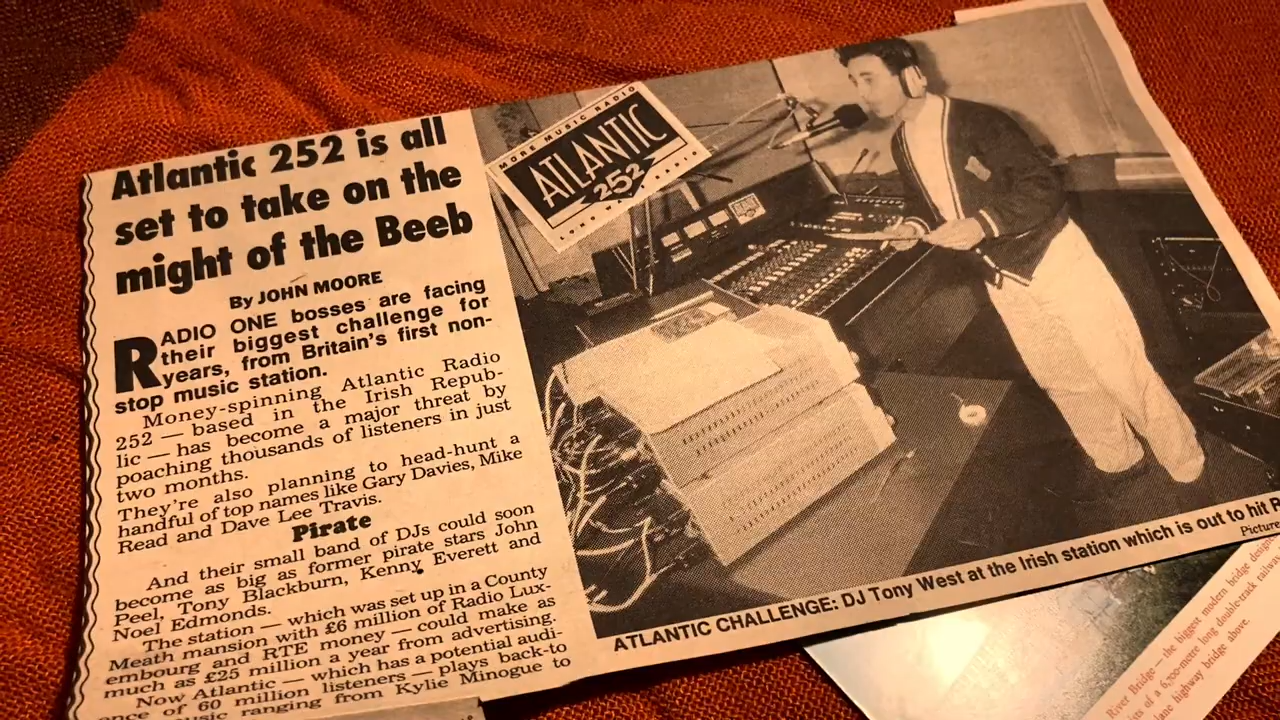 Atlantic 252 is all
set to take on the
might of the Beeb
By JOHN MOORE
RADIO ONE bosses are facing
their biggest challenge for
years, from Britain's first non-
stop music station.
Money-spinning Atlantic Radio
252 — based in the Irish Repub-
lic — has become a major threat by
poaching thousands of listeners in just
two months.
They're also planning to head-hunt a
handful of top names like Gary Davies, Mike
Read and Dave Lee Travis.
Pirate
And their small band of DJs could soon
become as big as former pirate stars John
Peel, Tony Blackburn, Kenny Everett and
Noel Edmonds.
The station — which was set up in a County
Meath mansion with £6 million of Radio Lux-
embourg and RTE money — could make as
much as £25 million a year from advertising.
Now Atlantic — which has a potential audi-
ence of 60 million listeners — plays back-to
music ranging from Kylie Minogue to
MORE MUSIC RADIO
ATLANTIC
252
LONG WAVE RADIO
ATLANTIC CHALLENGE: DJ Tony West at the Irish station which is out to hit
Picture
River Bridge — the biggest modern bridge
of a 6,700-metre long double-track railway
highway bridge above.